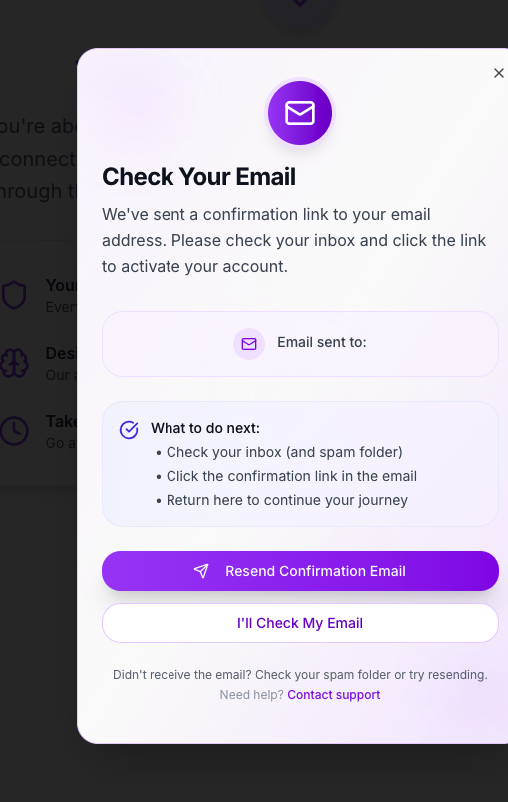 ou're ab
connect
hrough t
Your
Ever
Des
Our a
Take
Go a
Check Your Email
We've sent a confirmation link to your email
address. Please check your inbox and click the link
to activate your account.
Email sent to:
What to do next:
• Check your inbox (and spam folder)
• Click the confirmation link in the email
• Return here to continue your journey
Resend Confirmation Email
I'll Check My Email
Didn't receive the email? Check your spam folder or try resending.
Need help? Contact support